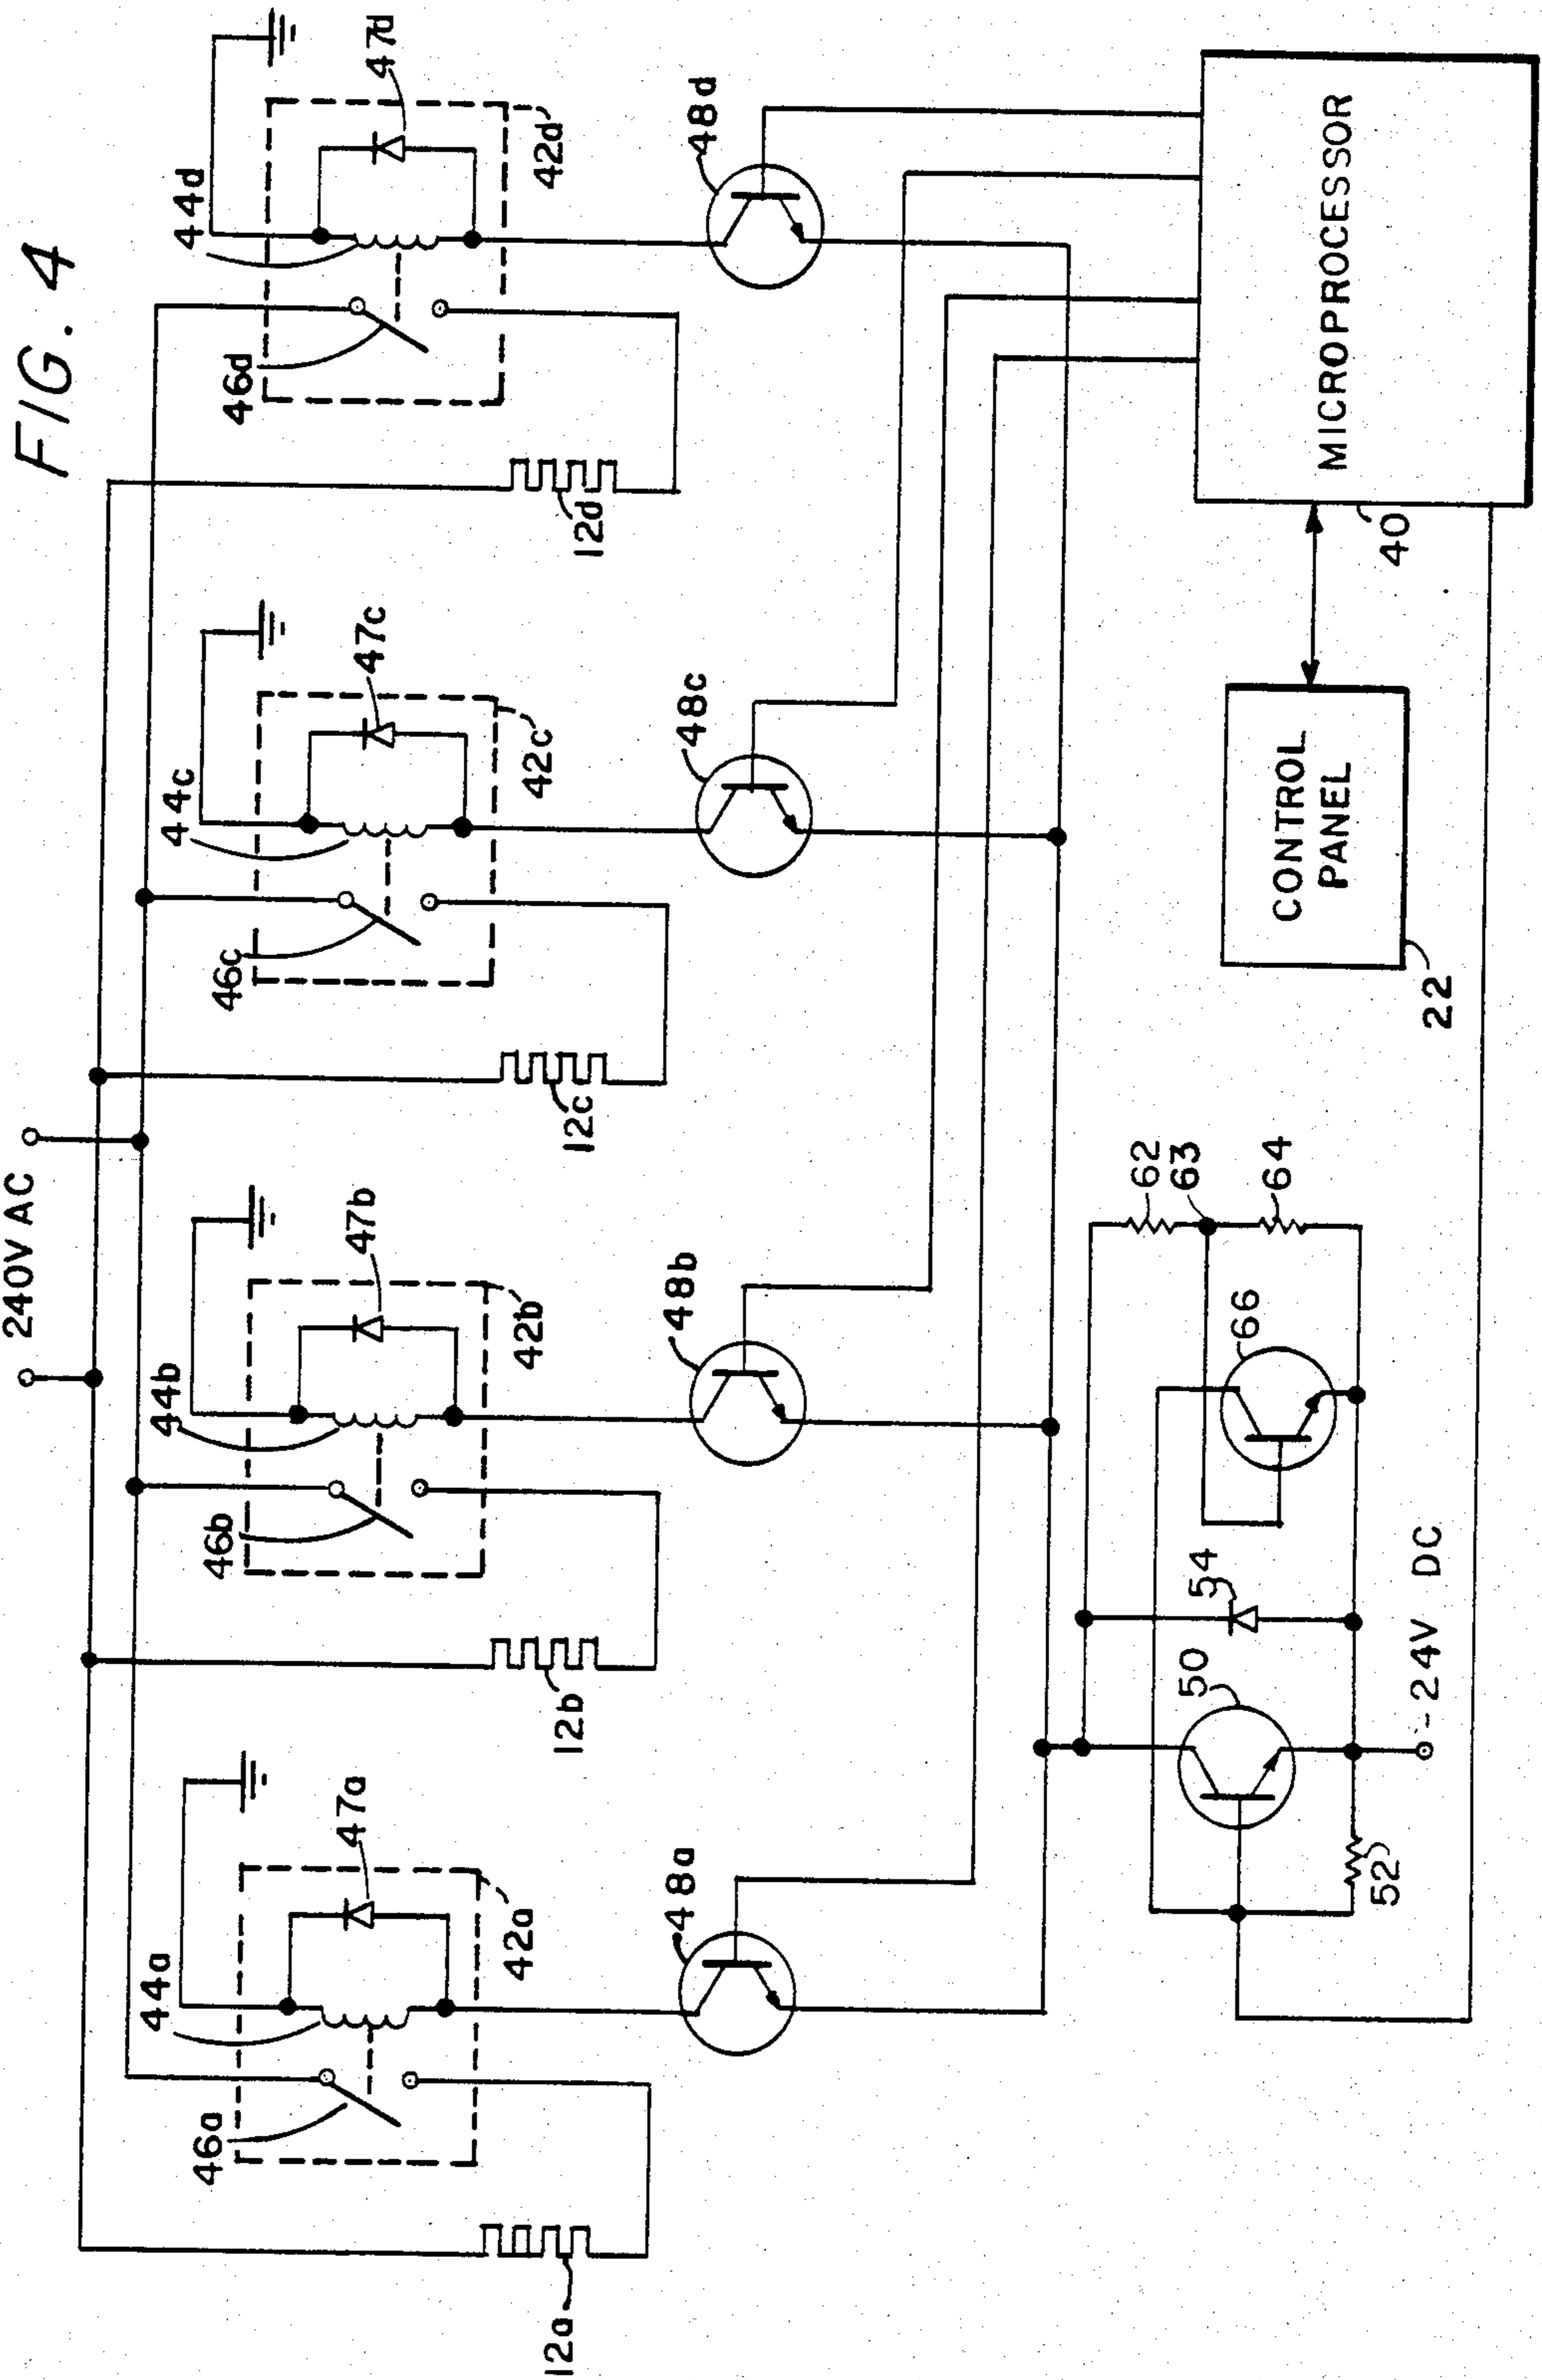 FIG. 4
240V AC
44a
44b
44c
44d
46a
47a
46b
47b
46c
47c
46d
47d
42a
42b
42c
42d
12a
12b
12c
12d
48a
48b
48c
48d
50
54
66
62
63
64
52
-24V DC
CONTROL
PANEL
22
MICROPROCESSOR
40